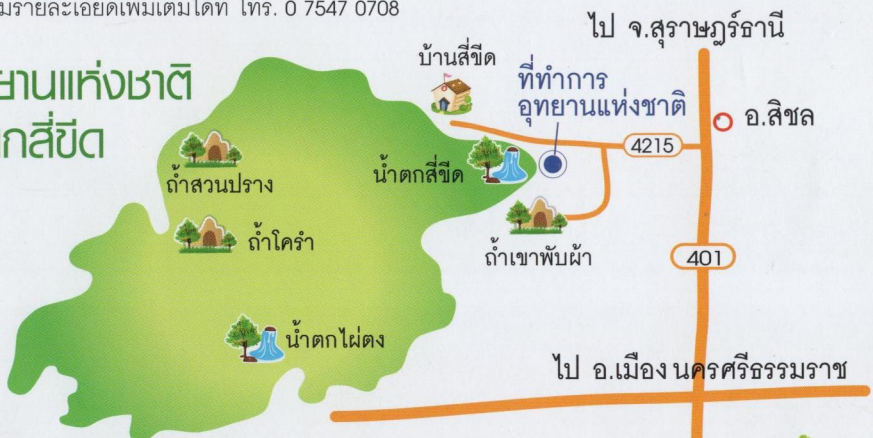 มรายละเอียดเพิ่มเติมได้ที่ โทร. 0 7547 0708
ไป จ.สุราษฎร์ธานี
บ้านสี่ขีด
ที่ทำการ
อุทยานแห่งชาติ
ยานแห่งชาติ
กสี่ขีด
อ.สิชล
4215
น้ำตกสี่ขีด
ถ้ำสวนปราง
ถ้ำโครำ
ถ้ำเขาพับผ้า
401
น้ำตกไผ่ตง
ไป อ.เมือง นครศรีธรรมราช